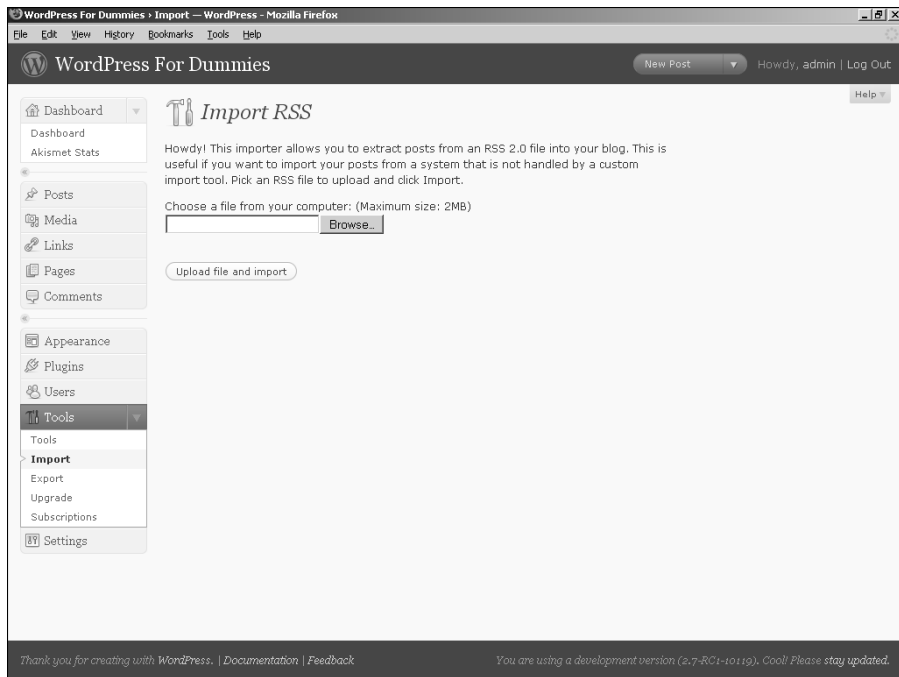 WordPress For Dummies › Import — WordPress - Mozilla Firefox
File Edit View History Bookmarks Tools Help
WordPress For Dummies
New Post
Howdy, admin | Log Out
Help
Dashboard
Dashboard
Akismet Stats
Posts
Media
Links
Pages
Comments
Appearance
Plugins
Users
Tools
Tools
Import
Export
Upgrade
Subscriptions
Settings
Import RSS
Howdy! This importer allows you to extract posts from an RSS 2.0 file into your blog. This is
useful if you want to import your posts from a system that is not handled by a custom
import tool. Pick an RSS file to upload and click Import.
Choose a file from your computer: (Maximum size: 2MB)
Browse...
Upload file and import
Thank you for creating with WordPress. | Documentation | Feedback
You are using a development version (2.7-RC1-10119). Cool! Please stay updated.